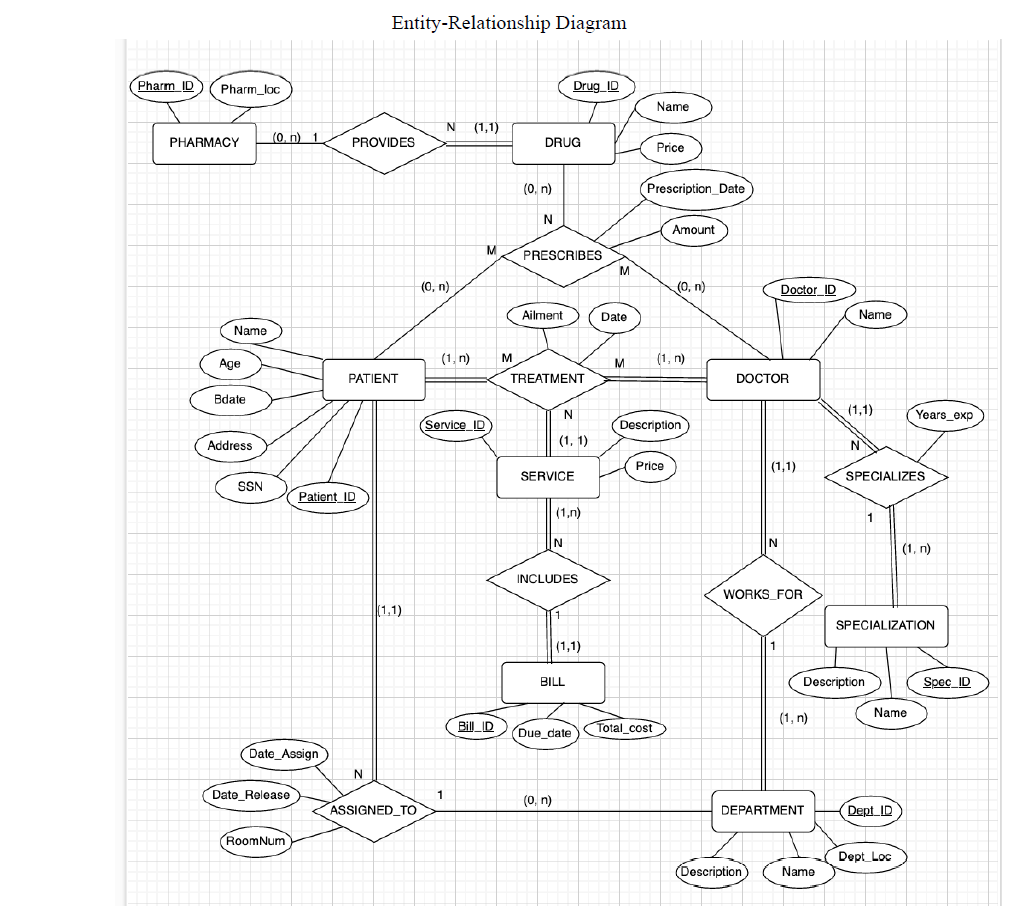 Entity-Relationship Diagram
Pharm_ID
Pharm_loc
Drug_ID
Name
PHARMACY
(0, n)
1
PROVIDES
N
(1,1)
DRUG
Price
(0, n)
Prescription_Date
N
Amount
M
PRESCRIBES
M
(0, n)
(0, n)
Doctor_ID
Name
Ailment
Date
Name
Age
(1, n)
M
M
(1, n)
PATIENT
TREATMENT
DOCTOR
Bdate
N
(1,1)
Years_exp
Service_ID
Description
Address
(1, 1)
N
SSN
Patient_ID
SERVICE
Price
(1,1)
SPECIALIZES
(1,n)
1
N
N
(1, n)
INCLUDES
WORKS_FOR
(1,1)
1
SPECIALIZATION
(1,1)
1
BILL
Description
Spec_ID
Name
(1, n)
Bill_ID
Due_date
Total_cost
Date_Assign
N
Date_Release
1
(0, n)
ASSIGNED_TO
DEPARTMENT
Dept_ID
RoomNum
Dept_Loc
Description
Name